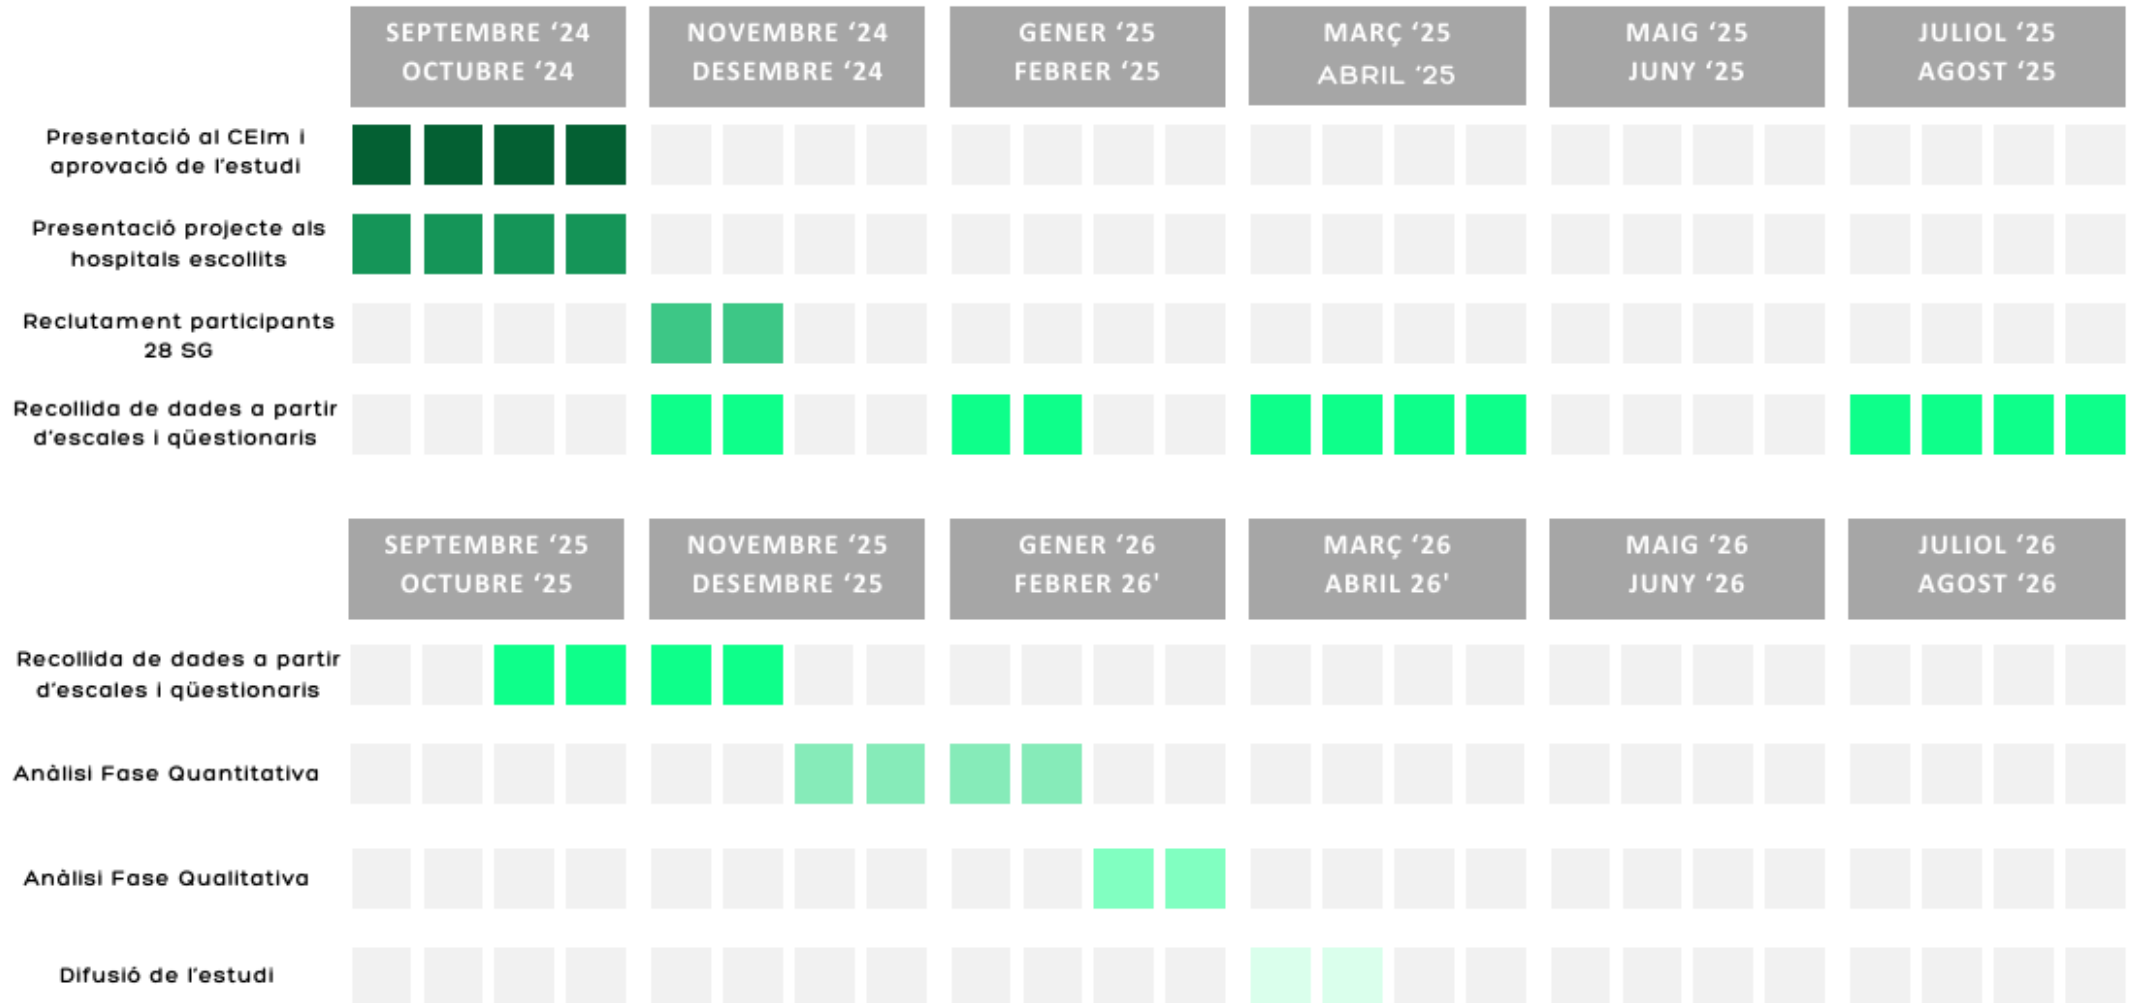 SEPTEMBRE ‘24
OCTUBRE ‘24
NOVEMBRE ‘24
DESEMBRE ‘24
GENER ‘25
FEBRER ‘25
MARÇ ‘25
ABRIL ‘25
MAIG ‘25
JUNY ‘25
JULIOL ‘25
AGOST ‘25
Presentació al CEIm i
aprovació de l’estudi
Presentació projecte als
hospitals escollits
Reclutament participants
28 SG
Recollida de dades a partir
d’escales i qüestionaris
SEPTEMBRE ‘25
OCTUBRE ‘25
NOVEMBRE ‘25
DESEMBRE ‘25
GENER ‘26
FEBRER 26'
MARÇ ‘26
ABRIL 26'
MAIG ‘26
JUNY ‘26
JULIOL ‘26
AGOST ‘26
Recollida de dades a partir
d’escales i qüestionaris
Anàlisi Fase Quantitativa
Anàlisi Fase Qualitativa
Difusió de l’estudi